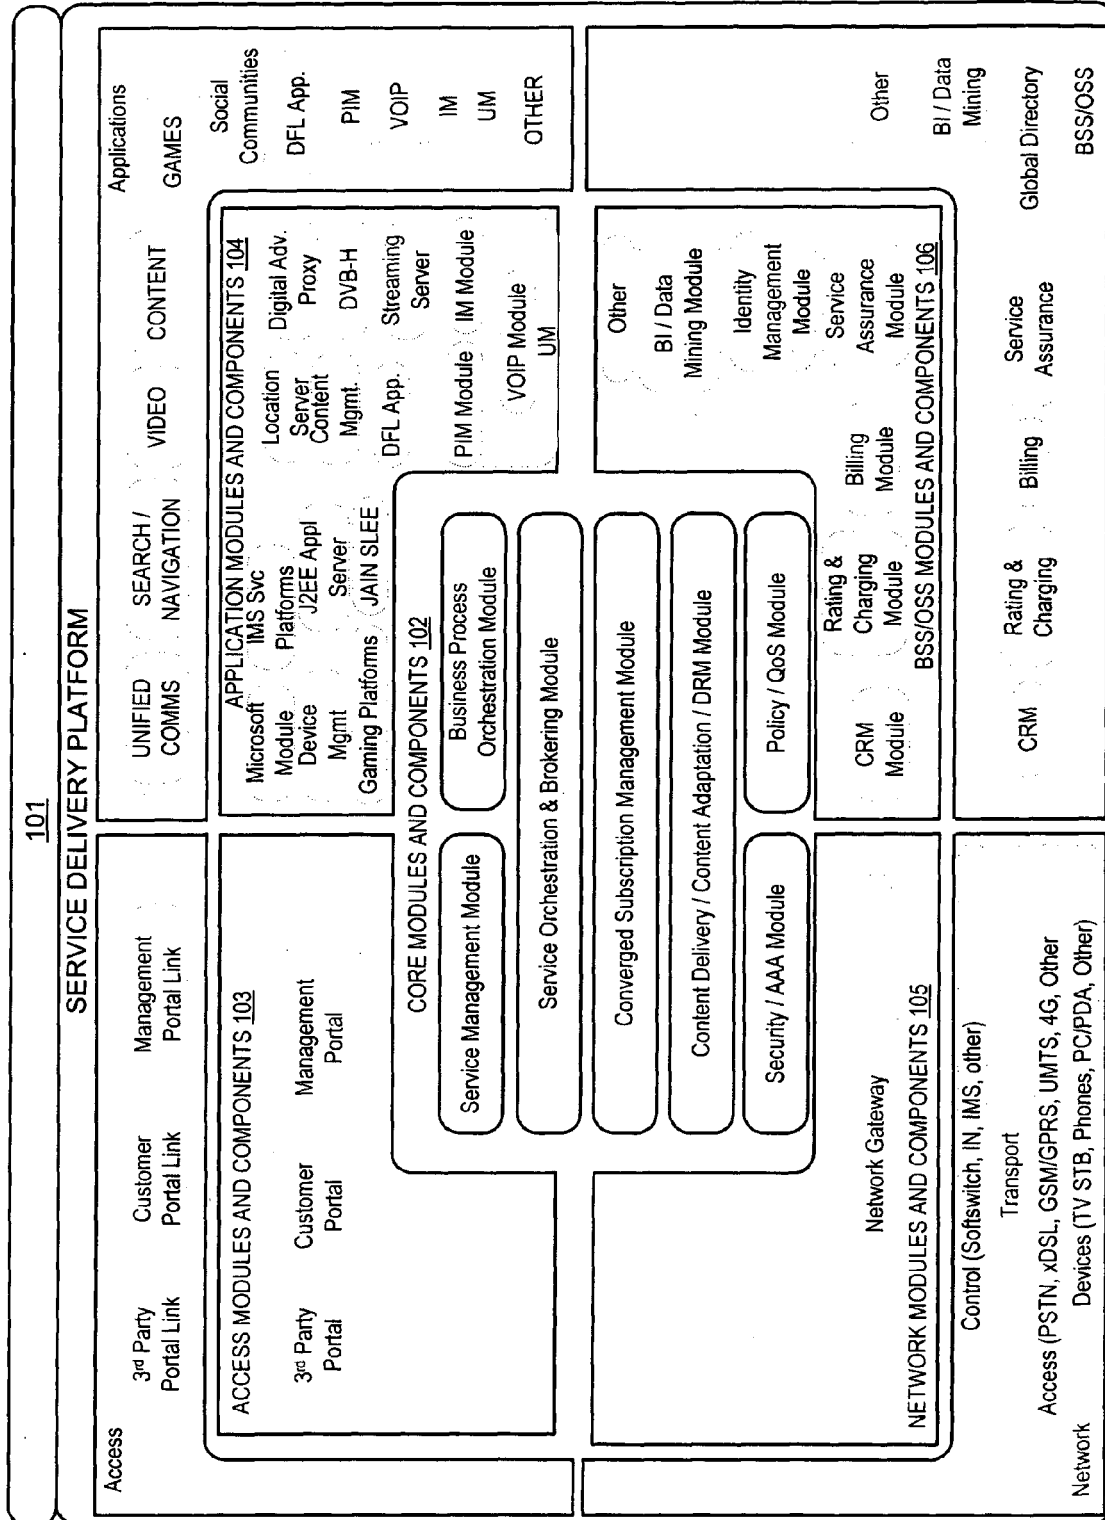 101
SERVICE DELIVERY PLATFORM
Access
3rd Party
Portal Link
Customer
Portal Link
Management
Portal Link
ACCESS MODULES AND COMPONENTS 103
3rd Party
Portal
Customer
Portal
Management
Portal
Applications
UNIFIED
COMMS
SEARCH /
NAVIGATION
VIDEO
CONTENT
GAMES
Social
Communities
DFL App.
PIM
VOIP
IM
UM
OTHER
APPLICATION MODULES AND COMPONENTS 104
Microsoft
Module
IMS Svc
Platforms
Location
Server
Digital Adv.
Proxy
Device
Mgmt
J2EE Appl
Server
Content
Mgmt.
DVB-H
Gaming Platforms
JAIN SLEE
DFL App.
Streaming
Server
PIM Module
IM Module
VOIP Module
UM
CORE MODULES AND COMPONENTS 102
Service Management Module
Business Process
Orchestration Module
Service Orchestration & Brokering Module
Converged Subscription Management Module
Content Delivery / Content Adaptation / DRM Module
Security / AAA Module
Policy / QoS Module
Network Gateway
NETWORK MODULES AND COMPONENTS 105
Control (Softswitch, IN, IMS, other)
Transport
Access (PSTN, xDSL, GSM/GPRS, UMTS, 4G, Other
Network
Devices (TV STB, Phones, PC/PDA, Other)
Other
BI / Data
Mining Module
Identity
Management
Module
Service
Assurance
Module
Billing
Module
Rating &
Charging
Module
CRM
Module
BSS/OSS MODULES AND COMPONENTS 106
Other
BI / Data
Mining
CRM
Rating &
Charging
Billing
Service
Assurance
Global Directory
BSS/OSS